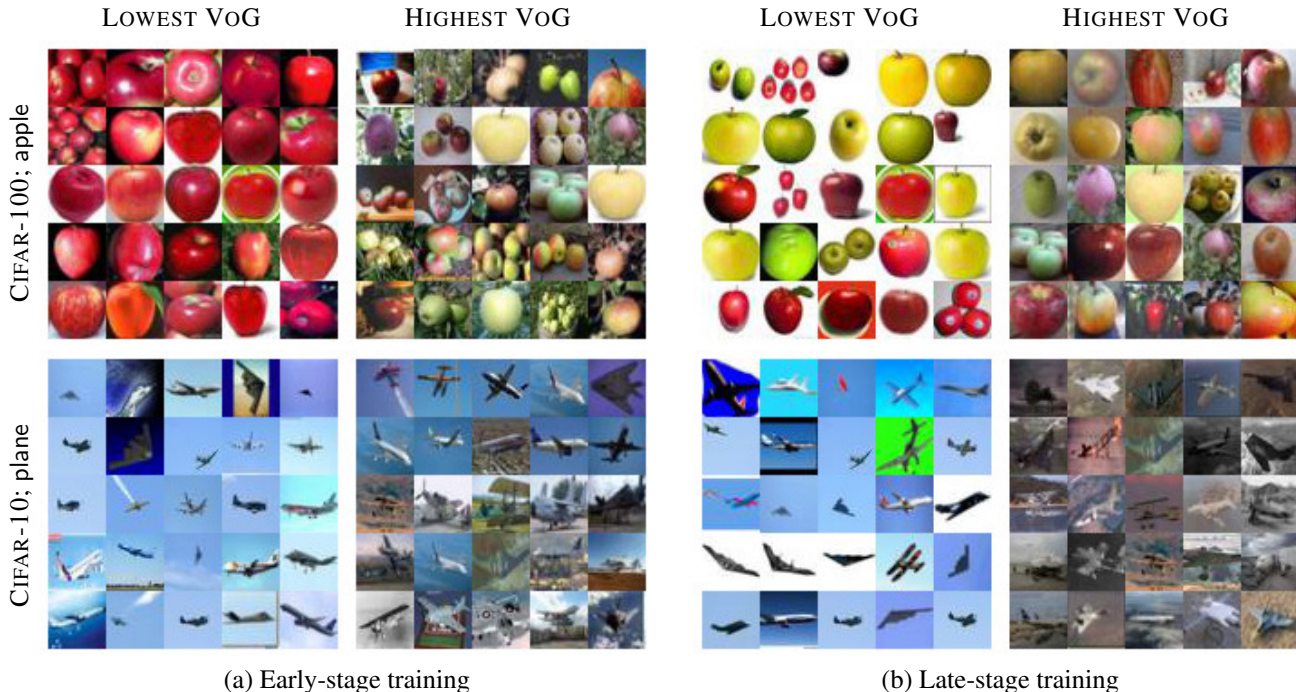 LOWEST VOG HIGHEST VOG LOWEST VOG HIGHEST VOG
CIFAR-100; apple
CIFAR-10; plane
(a) Early-stage training (b) Late-stage training